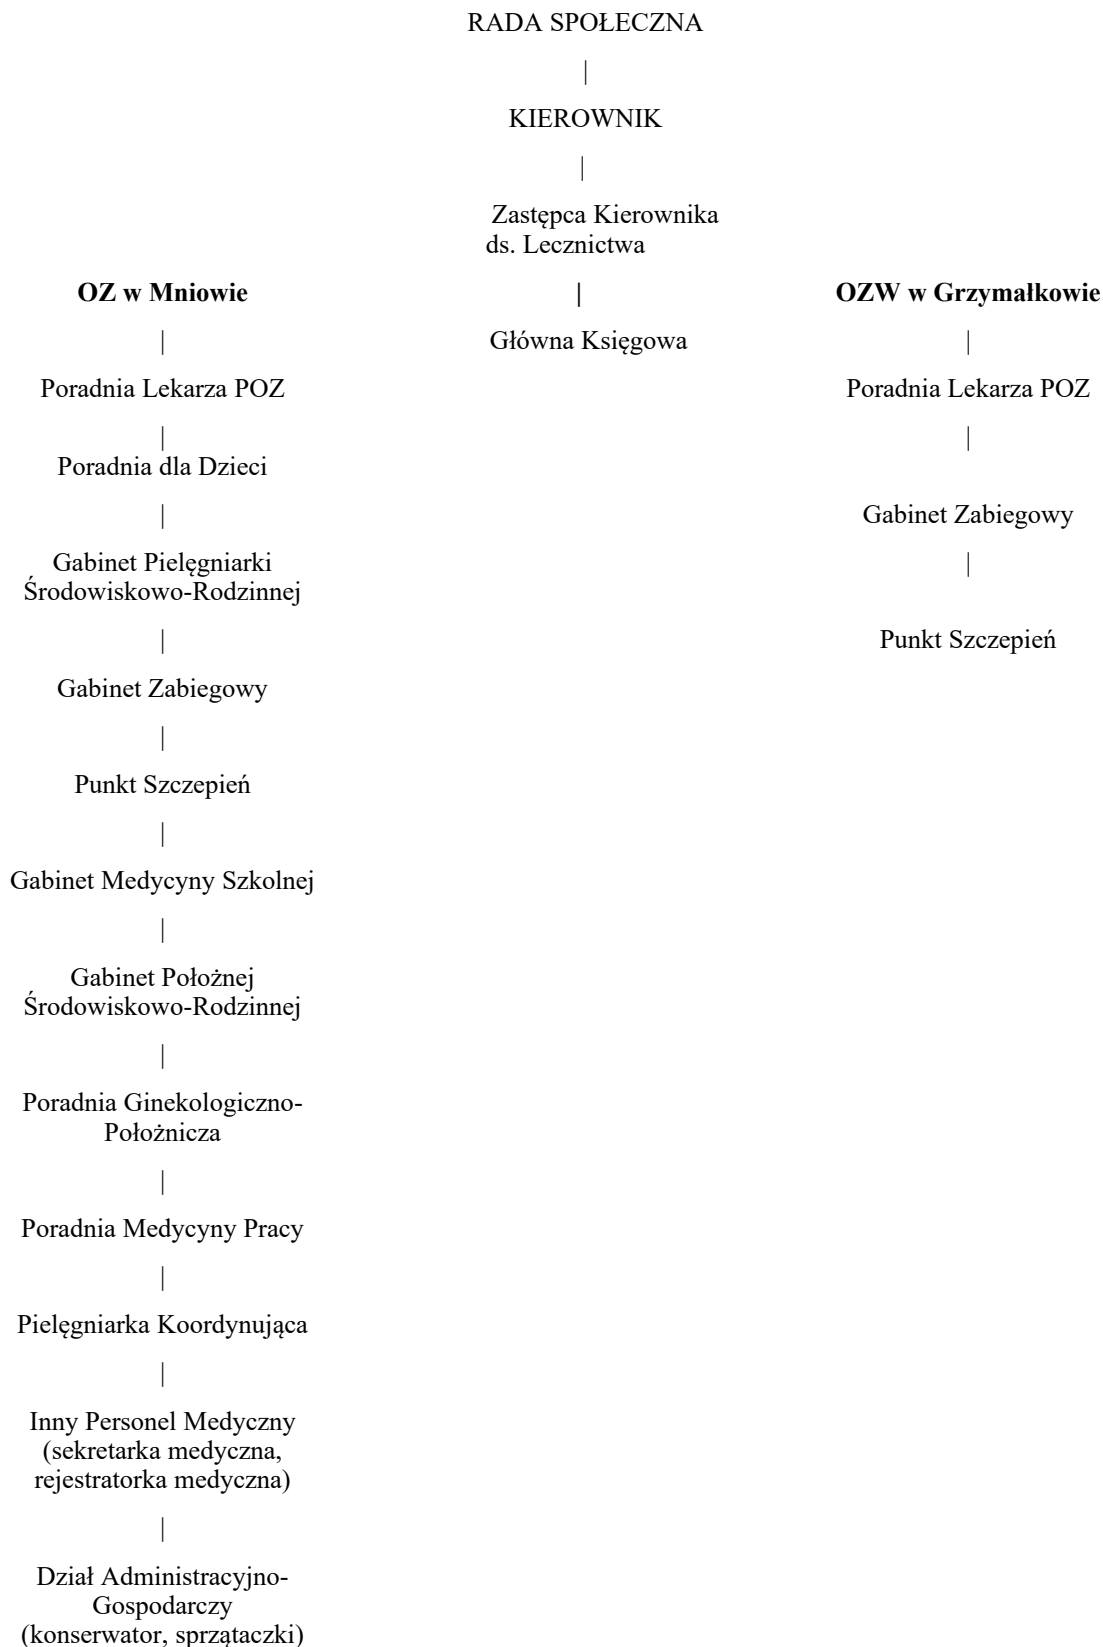 RADA SPOŁECZNA
|
KIEROWNIK
|
Zastępca Kierownika
ds. Lecznictwa
OZ w Mniowie | OZW w Grzymałkowie
| Główna Księgowa |
Poradnia Lekarza POZ Poradnia Lekarza POZ
| |
Poradnia dla Dzieci
| Gabinet Zabiegowy
Gabinet Pielęgniarki |
Środowiskowo-Rodzinnej
| Punkt Szczepień
Gabinet Zabiegowy
|
Punkt Szczepień
|
Gabinet Medycyny Szkolnej
|
Gabinet Położnej
Środowiskowo-Rodzinnej
|
Poradnia Ginekologiczno-
Położnicza
|
Poradnia Medycyny Pracy
|
Pielęgniarka Koordynująca
|
Inny Personel Medyczny
(sekretarka medyczna,
rejestratorka medyczna)
|
Dział Administracyjno-
Gospodarczy
(konserwator, sprzątaczki)